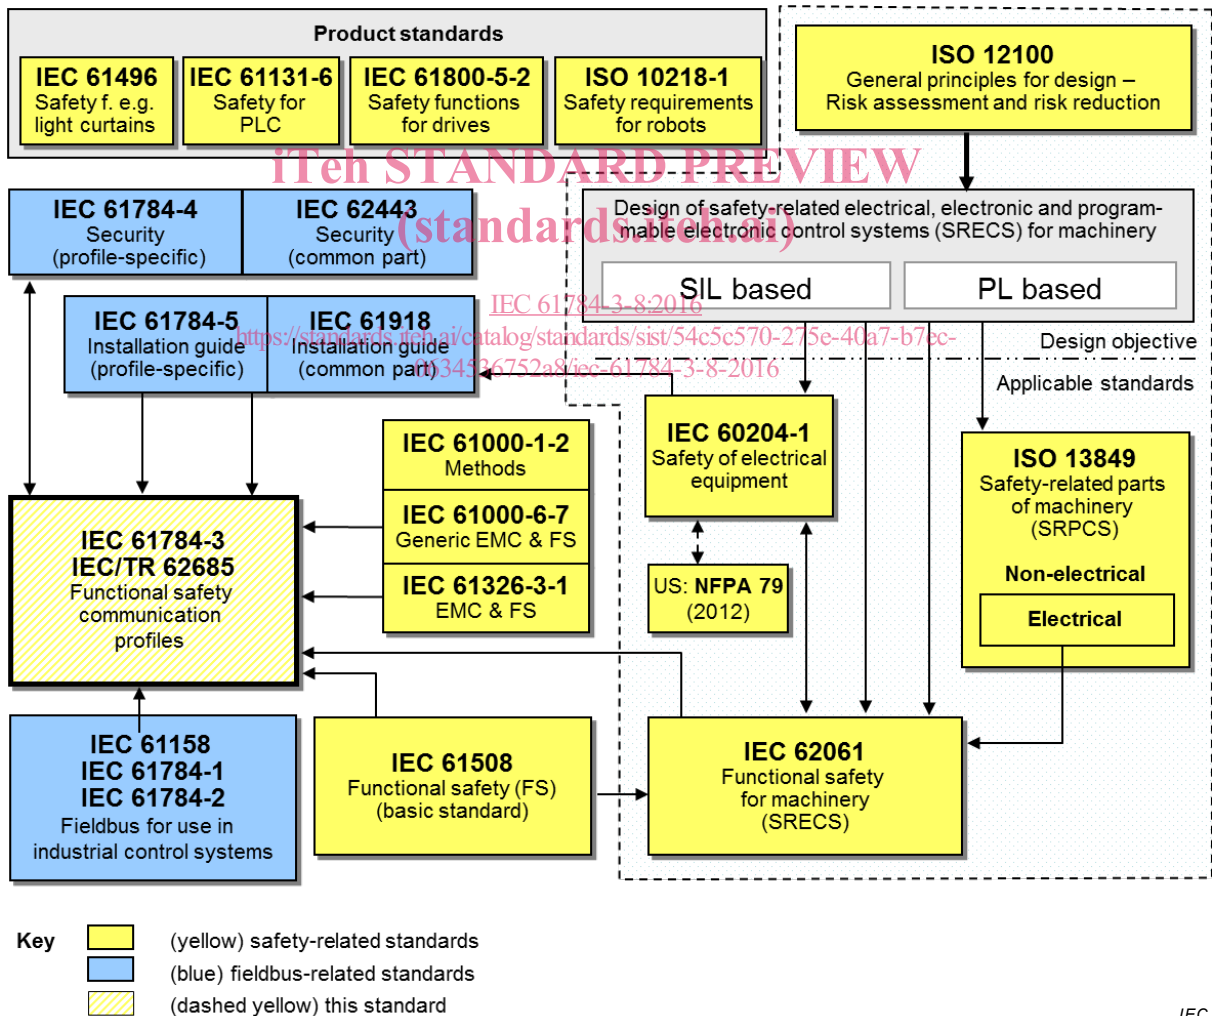 Product standards
IEC 61496
Safety f. e.g.
light curtains
IEC 61131-6
Safety for
PLC
IEC 61800-5-2
Safety functions
for drives
ISO 10218-1
Safety requirements
for robots
ISO 12100
General principles for design –
Risk assessment and risk reduction
iTeh STANDARD PREVIEW
(standards.iteh.ai)
IEC 61784-3-8:2016
https://standards.iteh.ai/catalog/standards/sist/54c5c570-275e-40a7-b7ec-
0634536752a8/iec-61784-3-8-2016
IEC 61784-4
Security
(profile-specific)
IEC 62443
Security
(common part)
Design of safety-related electrical, electronic and program-
mable electronic control systems (SRECS) for machinery
SIL based
PL based
IEC 61784-5
Installation guide
(profile-specific)
IEC 61918
Installation guide
(common part)
Design objective
Applicable standards
IEC 61000-1-2
Methods
IEC 61000-6-7
Generic EMC & FS
IEC 61326-3-1
EMC & FS
IEC 60204-1
Safety of electrical
equipment
US: NFPA 79
(2012)
ISO 13849
Safety-related parts
of machinery
(SRPCS)
Non-electrical
Electrical
IEC 61784-3
IEC/TR 62685
Functional safety
communication
profiles
IEC 61158
IEC 61784-1
IEC 61784-2
Fieldbus for use in
industrial control systems
IEC 61508
Functional safety (FS)
(basic standard)
IEC 62061
Functional safety
for machinery
(SRECS)
Key
(yellow) safety-related standards
(blue) fieldbus-related standards
(dashed yellow) this standard
IEC